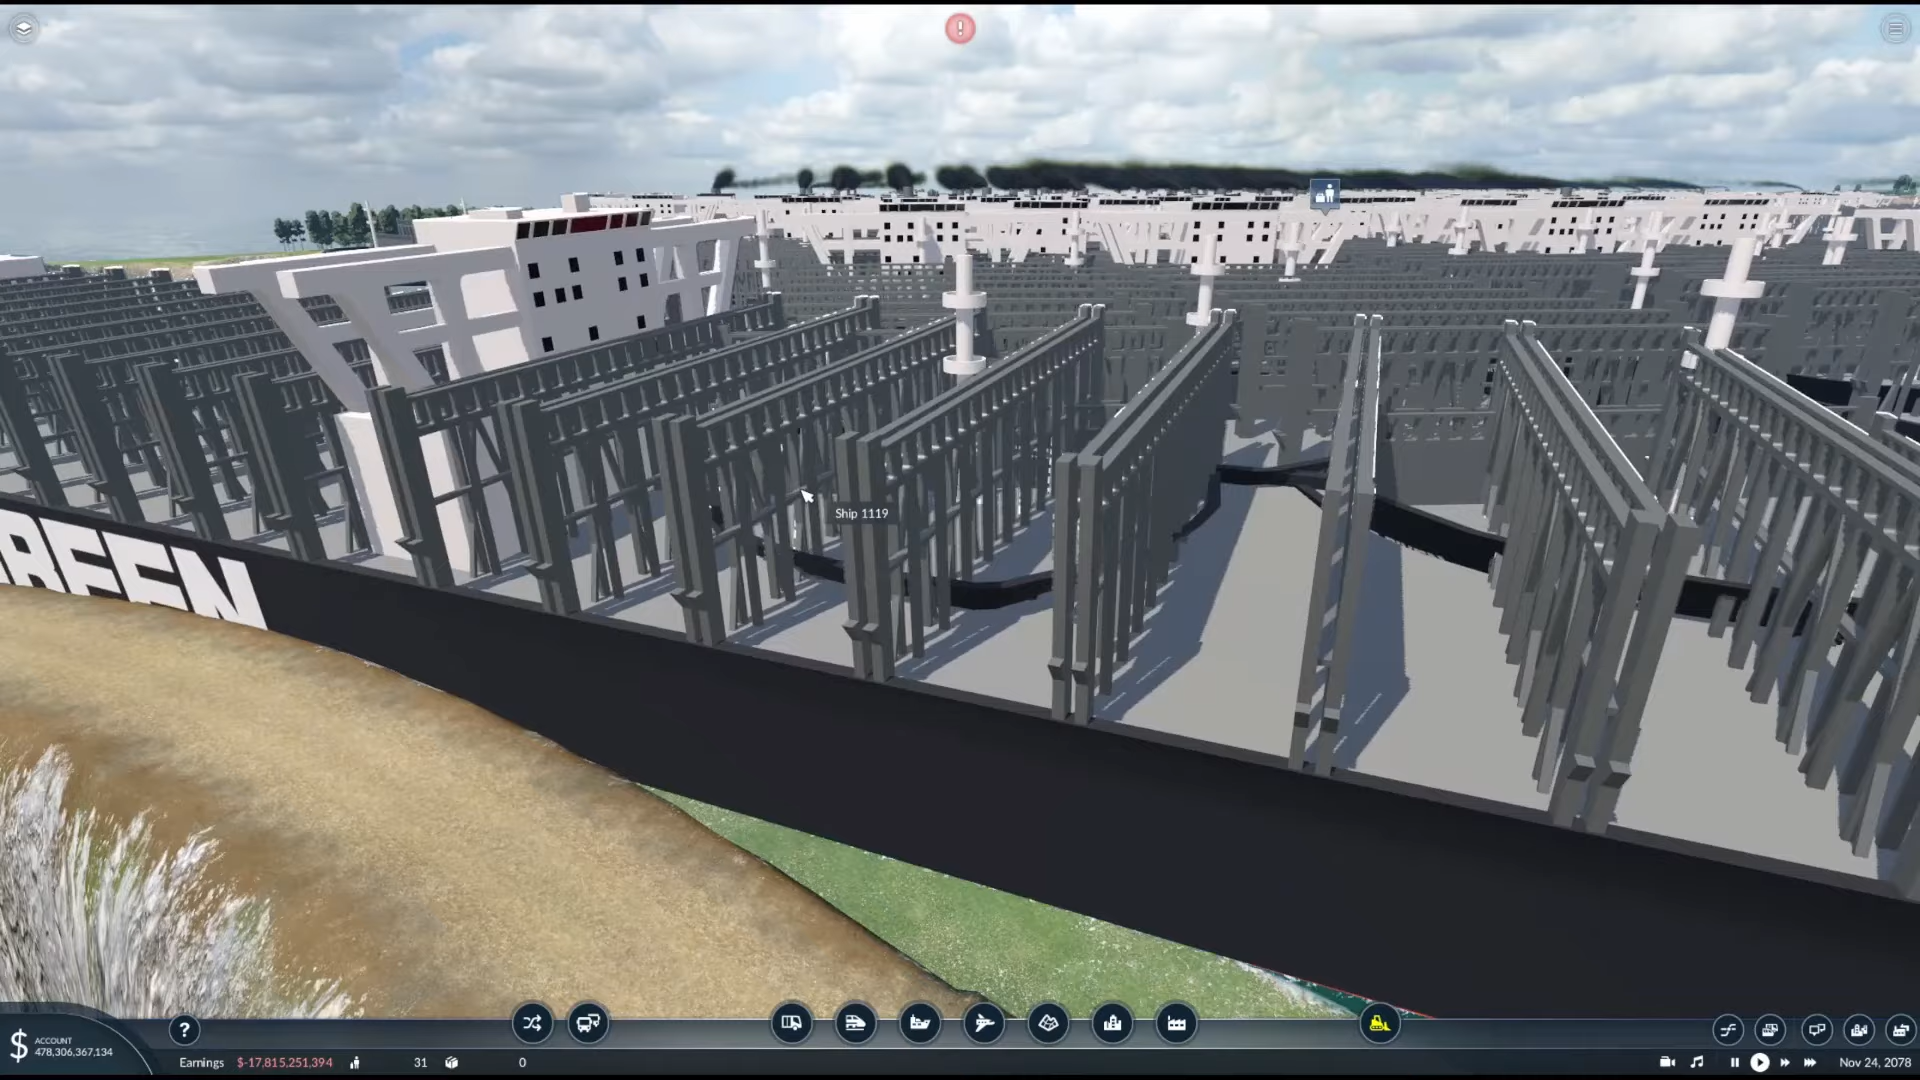 REEN
Ship 1119
ACCOUNT
478,306,367,134
Earnings $-17,815,251,394 31 0
Nov 24, 2078